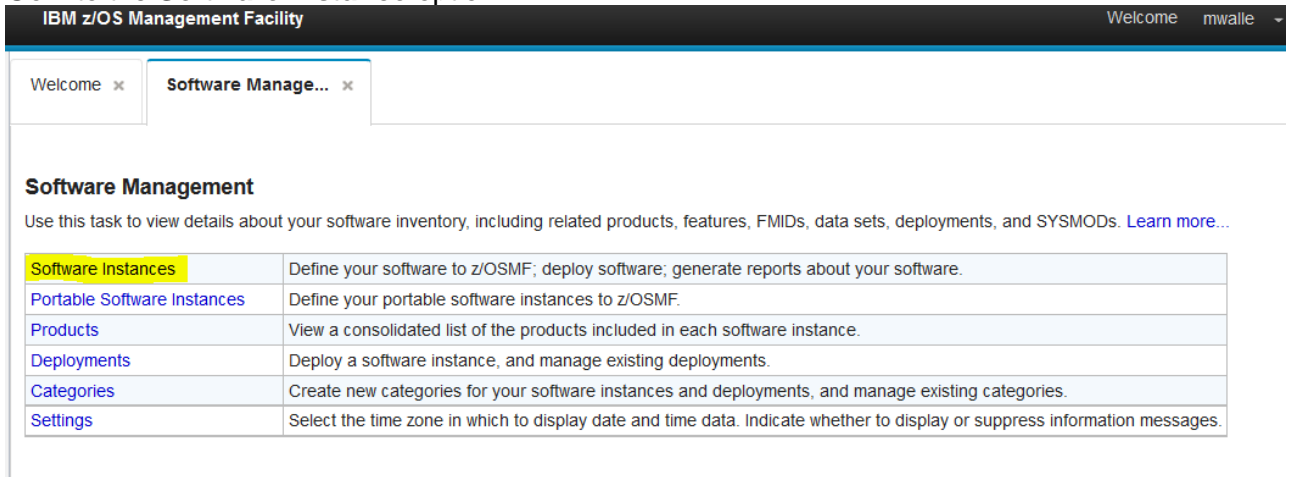 IBM z/OS Management Facility
Welcome mwalle
Welcome x Software Manage... x
Software Management
Use this task to view details about your software inventory, including related products, features, FMIDs, data sets, deployments, and SYSMODs. Learn more...
Software Instances Define your software to z/OSMF; deploy software; generate reports about your software.
Portable Software Instances Define your portable software instances to z/OSMF.
Products View a consolidated list of the products included in each software instance.
Deployments Deploy a software instance, and manage existing deployments.
Categories Create new categories for your software instances and deployments, and manage existing categories.
Settings Select the time zone in which to display date and time data. Indicate whether to display or suppress information messages.